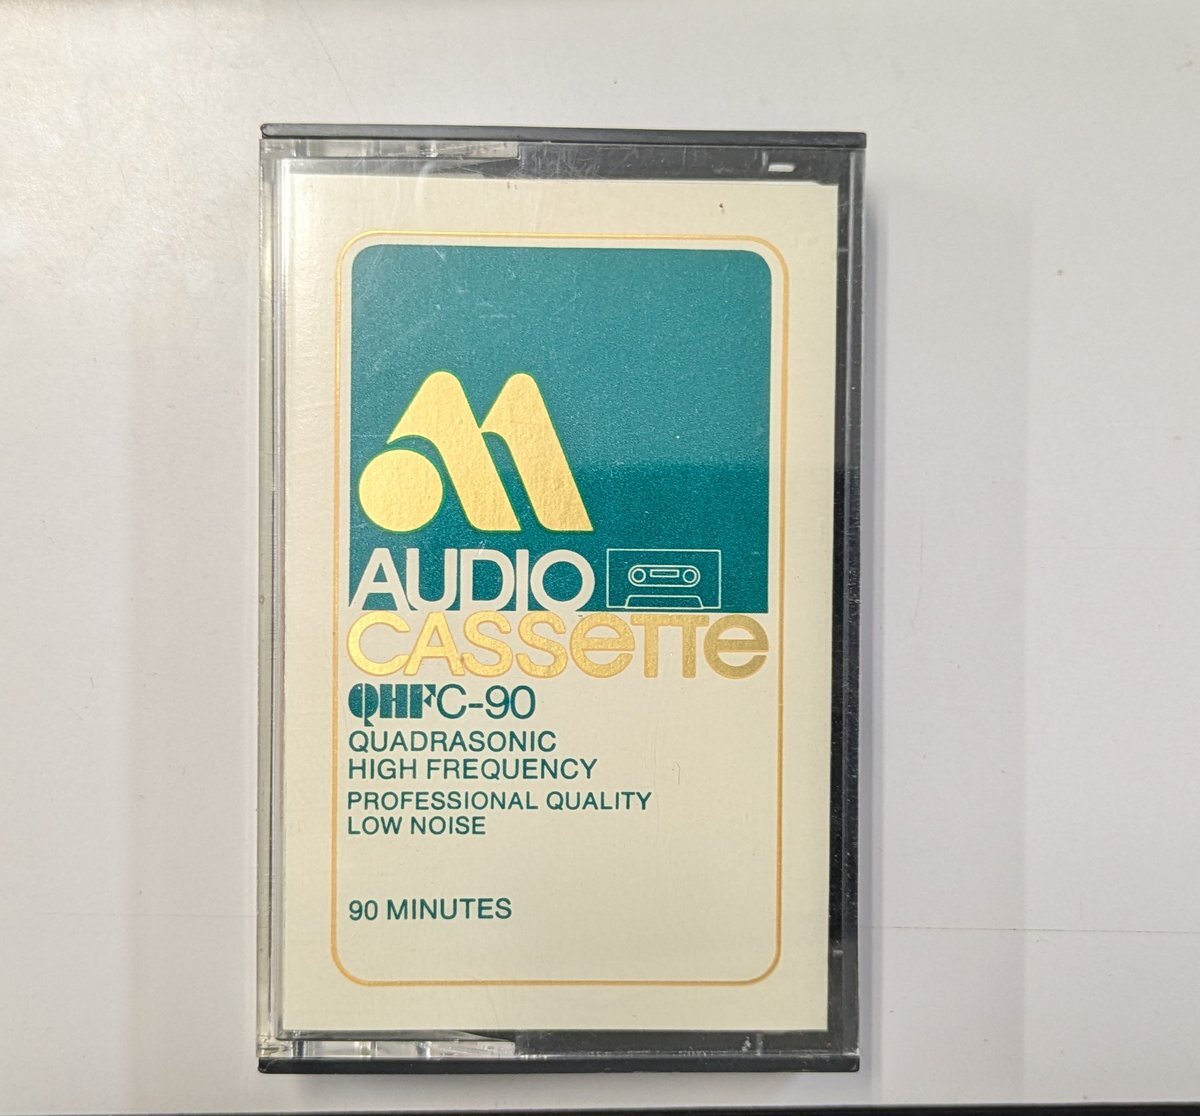 AUDIO
CASSeTTe
QHFC-90
QUADRASONIC
HIGH FREQUENCY
PROFESSIONAL QUALITY
LOW NOISE
90 MINUTES